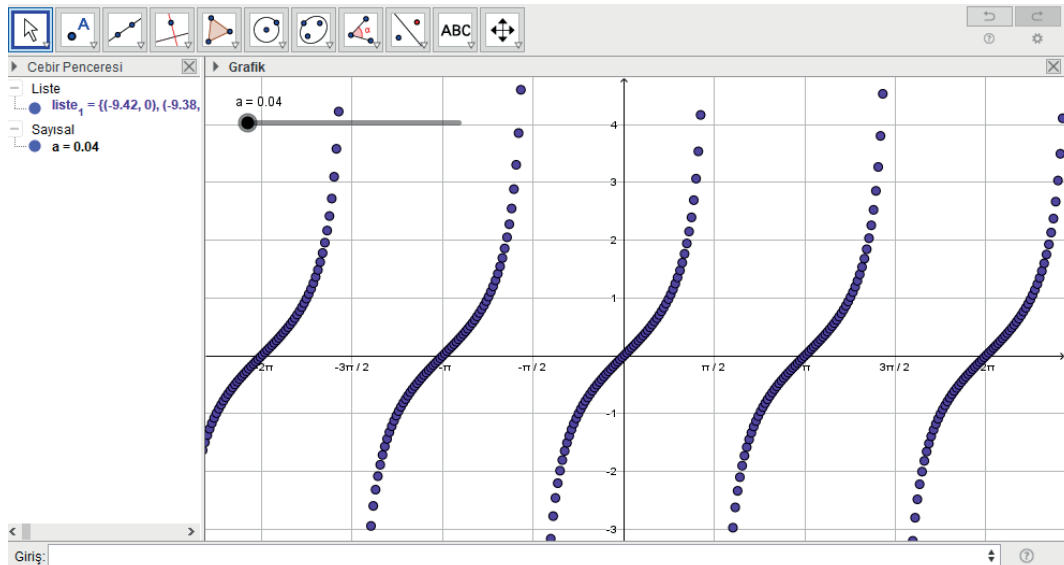 A
α
ABC
Cebir Penceresi
Grafik
Liste
liste1 = {(-9.42, 0), (-9.38,
Sayısal
a = 0.04
a = 0.04
4
3
2
1
-2π -3π / 2 -π -π / 2 π / 2 π 3π / 2 2π
-1
-2
-3
Giriş: